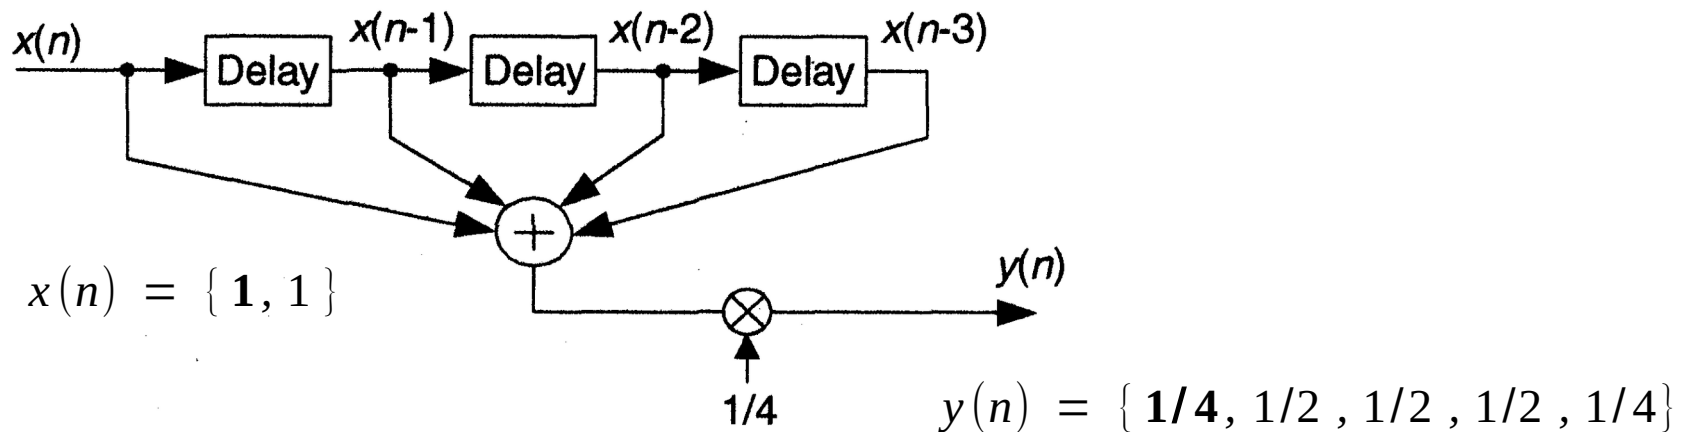 x(n) x(n-1) x(n-2) x(n-3)
Delay Delay Delay
+
x(n) = { 1, 1 }
y(n)
1/4
y(n) = { 1/4, 1/2 , 1/2 , 1/2 , 1/4}